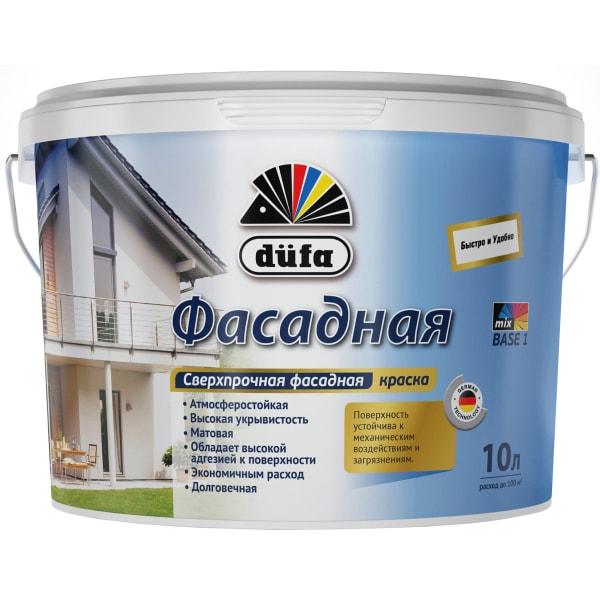 düfa
Быстро и Удобно
Фасадная
mix
BASE 1
Сверхпрочная фасадная краска
• Атмосферостойкая
• Высокая укрывистость
• Матовая
• Обладает высокой
адгезией к поверхности
• Экономичным расход
• Долговечная
Поверхность
устойчива к
механическим
воздействиям и
загрязнениям.
GERMAN
TECHNOLOGY
10л
расход до 100 м²